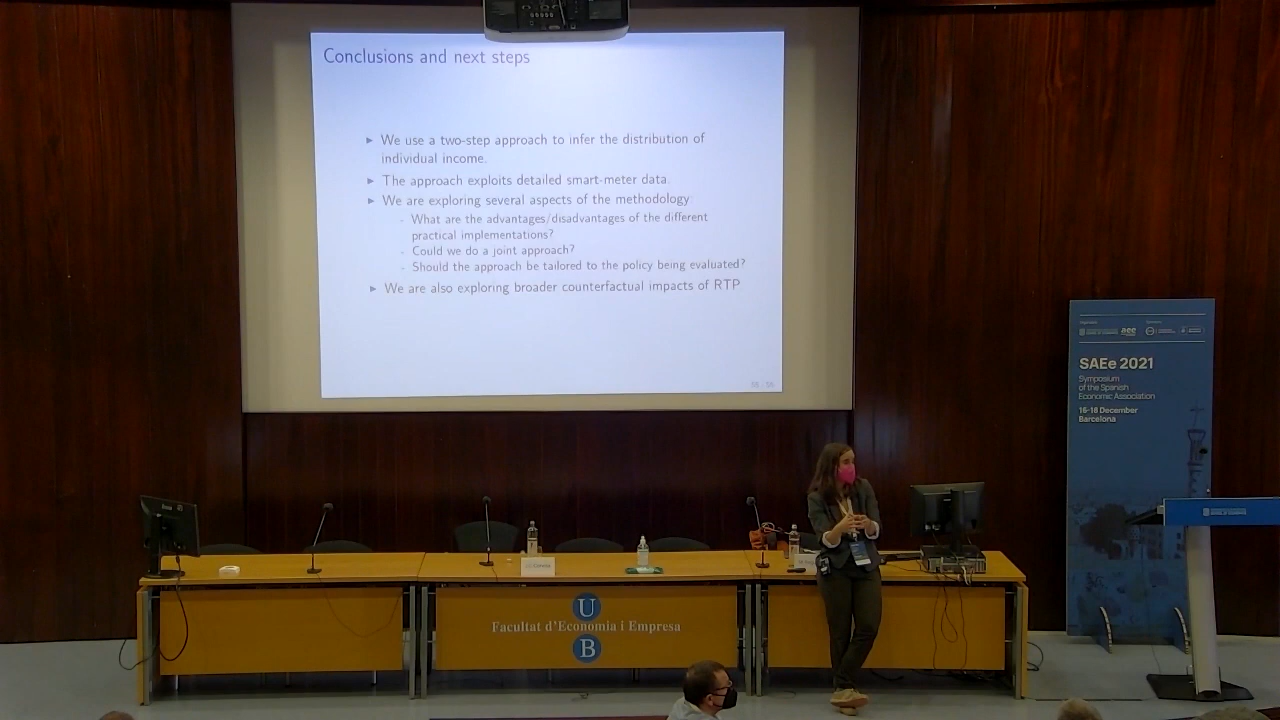 Conclusions and next steps
We use a two-step approach to infer the distribution of
individual income.
The approach exploits detailed smart-meter data.
We are exploring several aspects of the methodology:
- What are the advantages/disadvantages of the different
practical implementations?
- Could we do a joint approach?
- Should the approach be tailored to the policy being evaluated?
We are also exploring broader counterfactual impacts of RTP
aee
SAEe 2021
Symposium
of the Spanish
Economic Association
16-18 December
Barcelona
U
Facultat d'Economia i Empresa
B